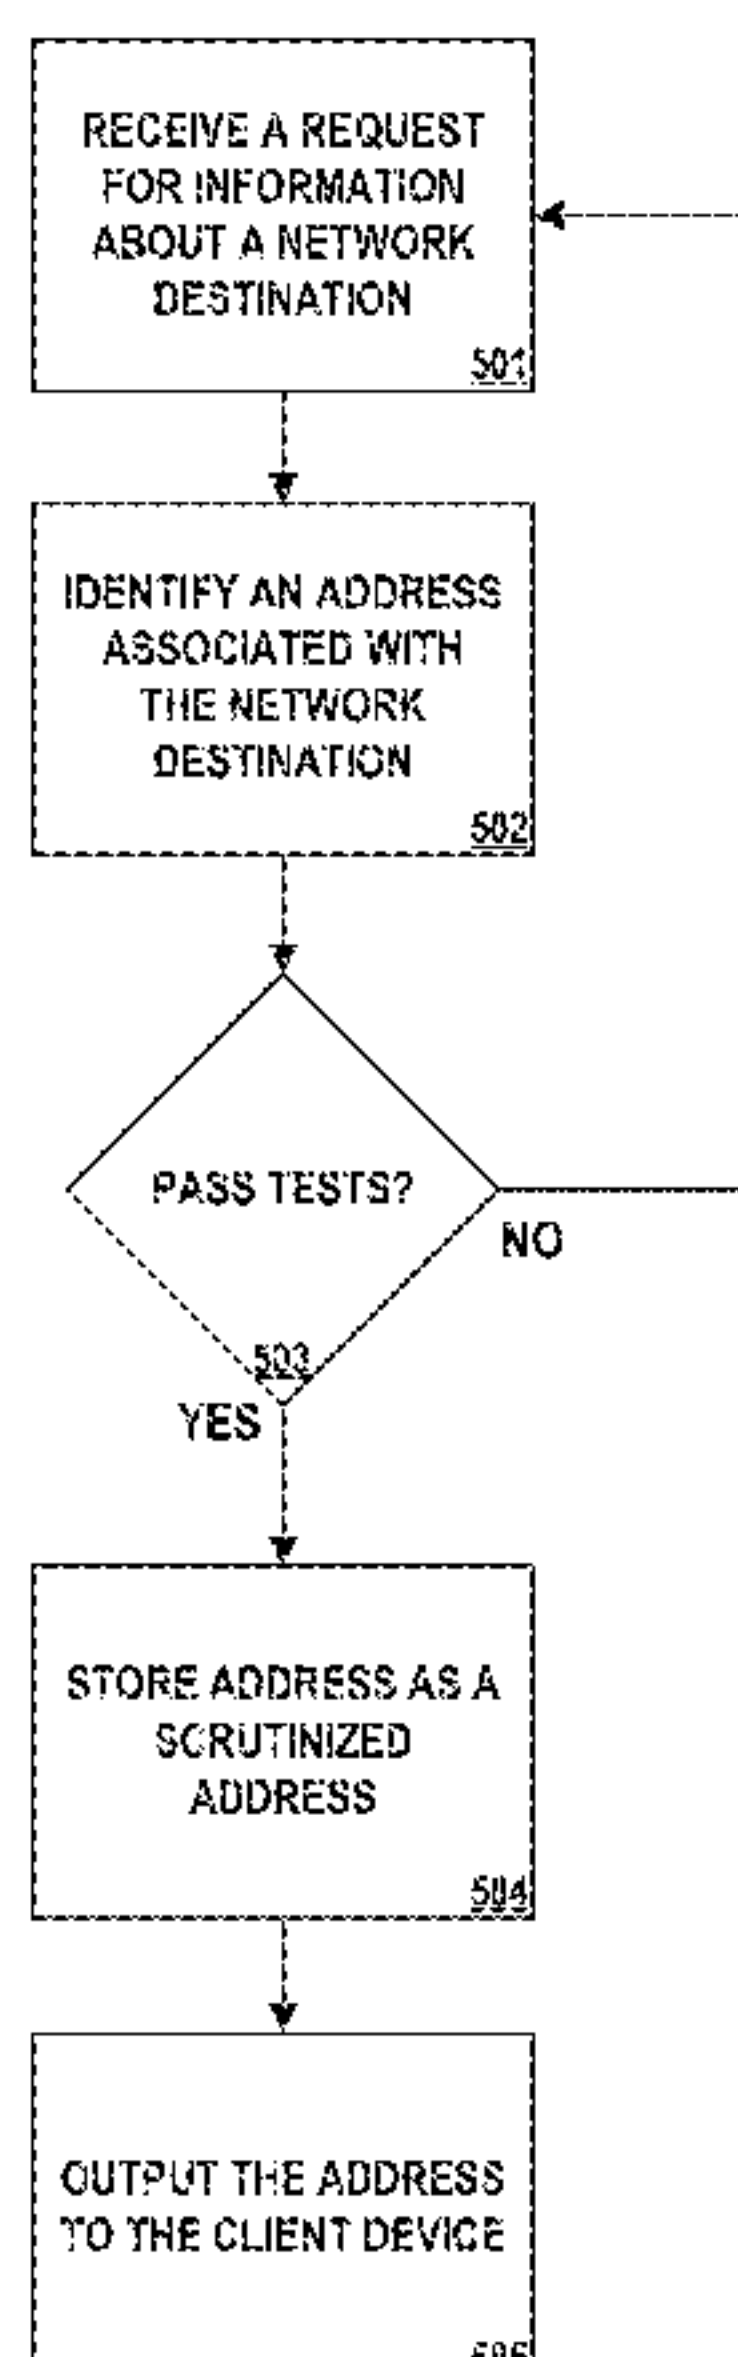 RECEIVE A REQUEST
FOR INFORMATION
ABOUT A NETWORK
DESTINATION
501
IDENTIFY AN ADDRESS
ASSOCIATED WITH
THE NETWORK
DESTINATION
502
PASS TESTS?
NO
503
YES
STORE ADDRESS AS A
SCRUTINIZED
ADDRESS
504
OUTPUT THE ADDRESS
TO THE CLIENT DEVICE